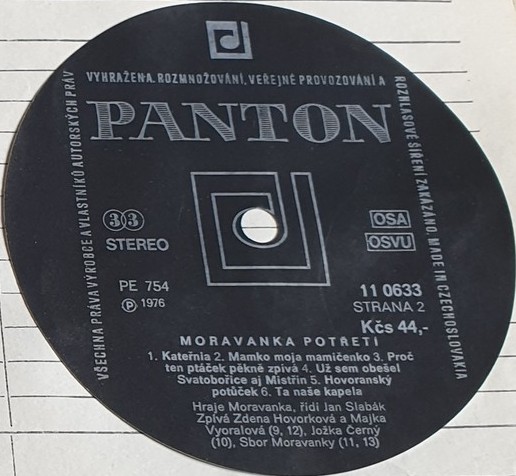 VŠECHNA PRÁVA VÝROBCE A VLASTNÍKŮ AUTORSKÝCH PRÁV
VYHRAŽENA. ROZMNOŽOVÁNÍ, VEŘEJNÉ PROVOZOVÁNÍ A
ROZHLASOVÉ ŠÍŘENÍ ZAKÁZÁNO. MADE IN CZECHOSLOVAKIA
PANTON
33
STEREO
OSA
OSVU
PE 754
℗ 1976
11 0633
STRANA 2
Kčs 44,-
MORAVANKA POTŘETÍ
1. Kateřnia 2. Mamko moja mamičenko 3. Proč
ten ptáček pěkně zpívá 4. Už sem obešel
Svatobořice aj Mistřin 5. Hovoranský
potůček 6. Ta naše kapela
Hraje Moravanka, řídí Jan Slabák
Zpívá Zdena Hovorková a Majka
Vyoralová (9, 12), Jožka Černý
(10), Sbor Moravanky (11, 13)